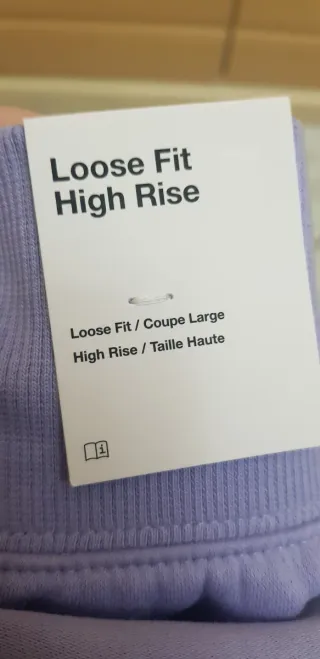 Loose Fit
High Rise
Loose Fit / Coupe Large
High Rise / Taille Haute
i